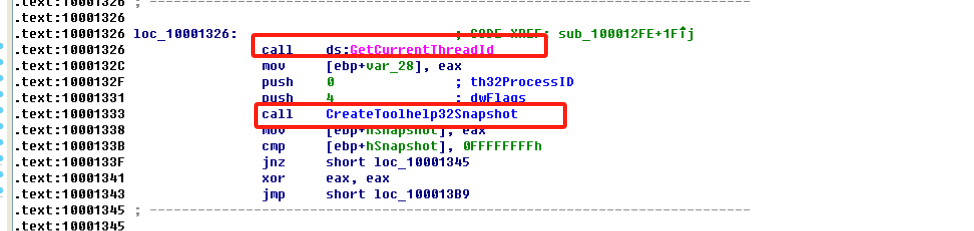 .text:10001326 ; ---------------------------------------------------------------------------
.text:10001326
.text:10001326 loc_10001326: ; CODE XREF: sub_100012FE+1F↑j
.text:10001326 call ds:GetCurrentThreadId
.text:1000132C mov [ebp+var_28], eax
.text:1000132F push 0 ; th32ProcessID
.text:10001331 push 4 ; dwFlags
.text:10001333 call CreateToolhelp32Snapshot
.text:10001338 mov [ebp+hSnapshot], eax
.text:1000133B cmp [ebp+hSnapshot], 0FFFFFFFFh
.text:1000133F jnz short loc_10001345
.text:10001341 xor eax, eax
.text:10001343 jmp short loc_100013B9
.text:10001345 ; ---------------------------------------------------------------------------
.text:10001345